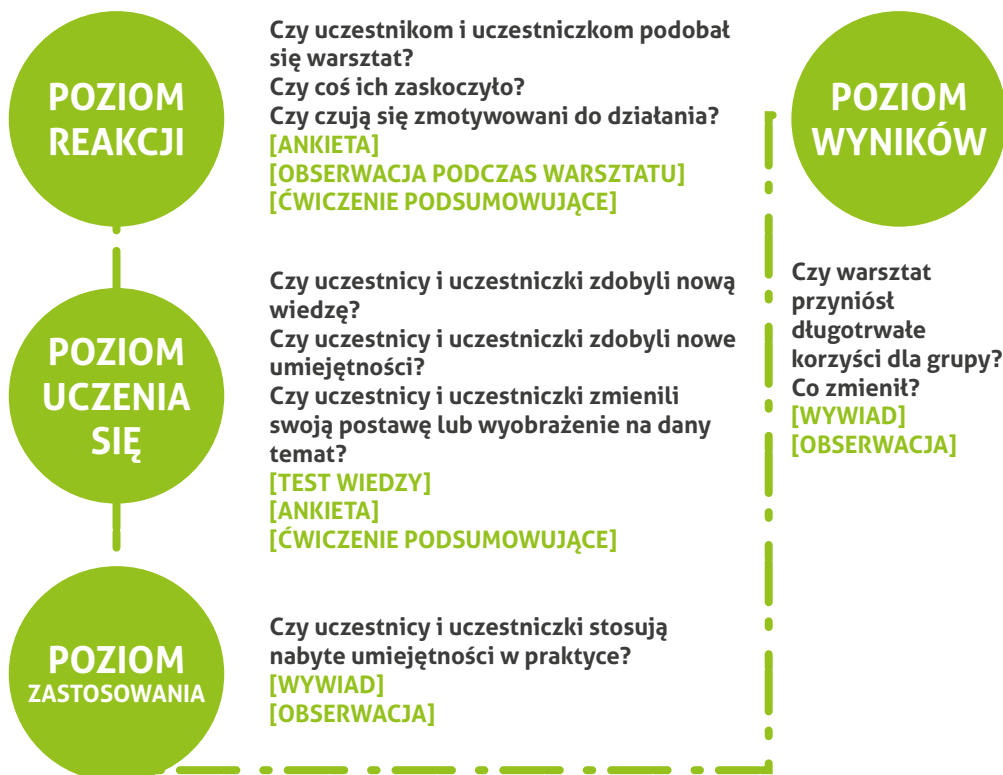 POZIOM
REAKCJI
Czy uczestnikom i uczestniczkom podobał
się warsztat?
Czy coś ich zaskoczyło?
Czy czują się zmotywowani do działania?
[ANKIETA]
[OBSERWACJA PODCZAS WARSZTATU]
[ĆWICZENIE PODSUMOWUJĄCE]
POZIOM
UCZENIA
SIĘ
Czy uczestnicy i uczestniczki zdobyli nową
wiedzę?
Czy uczestnicy i uczestniczki zdobyli nowe
umiejętności?
Czy uczestnicy i uczestniczki zmienili
swoją postawę lub wyobrażenie na dany
temat?
[TEST WIEDZY]
[ANKIETA]
[ĆWICZENIE PODSUMOWUJĄCE]
POZIOM
ZASTOSOWANIA
Czy uczestnicy i uczestniczki stosują
nabyte umiejętności w praktyce?
[WYWIAD]
[OBSERWACJA]
POZIOM
WYNIKÓW
Czy warsztat
przyniósł
długotrwałe
korzyści dla grupy?
Co zmienił?
[WYWIAD]
[OBSERWACJA]